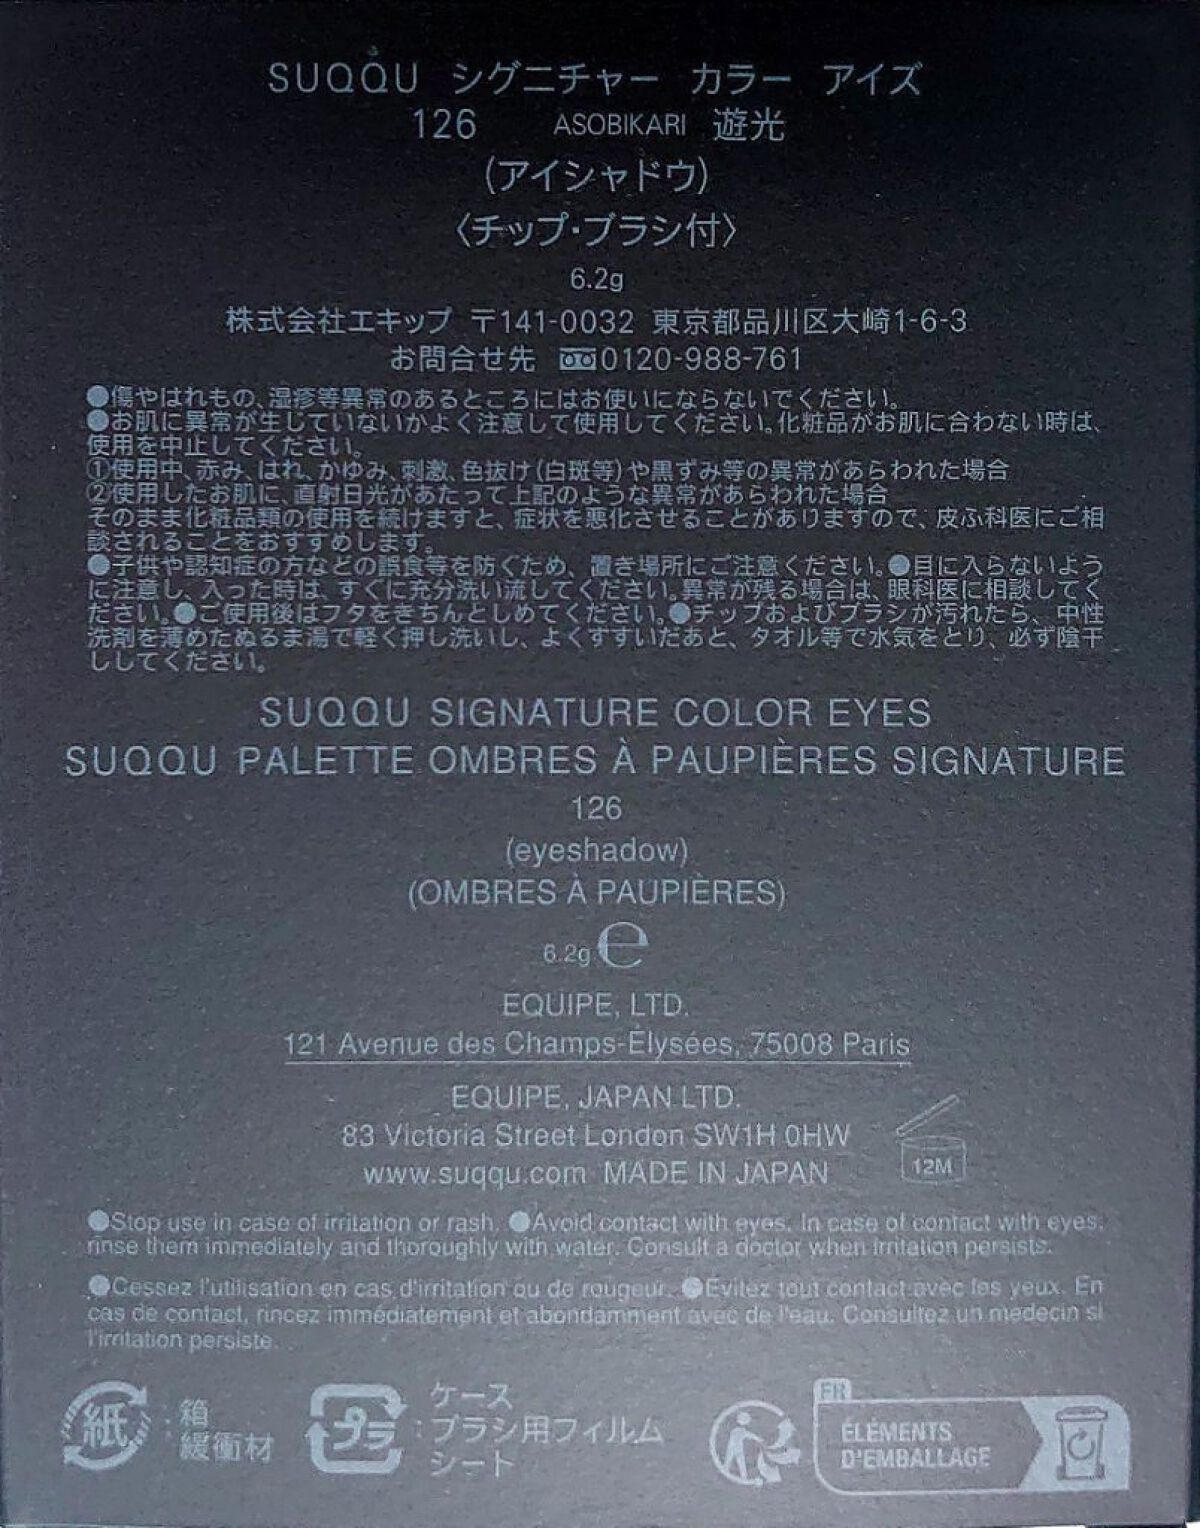 SUQQU シグニチャー カラー アイズ
126 ASOBIKARI 遊光
(アイシャドウ)
〈チップ・ブラシ付〉
6.2g
株式会社エキップ 〒141-0032 東京都品川区大崎1-6-3
お問合せ先 0120-988-761
●傷やはれもの、湿疹等異常のあるところにはお使いにならないでください。
●お肌に異常が生じていないかよく注意して使用してください。化粧品がお肌に合わない時は、
使用を中止してください。
①使用中、赤み、はれ、かゆみ、刺激、色抜け(白斑等)や黒ずみ等の異常があらわれた場合
②使用したお肌に、直射日光があたって上記のような異常があらわれた場合
そのまま化粧品類の使用を続けますと、症状を悪化させることがありますので、皮ふ科医にご相
談されることをおすすめします。
●子供や認知症の方などの誤食等を防ぐため、置き場所にご注意ください。●目に入らないよう
に注意し、入った時は、すぐに充分洗い流してください。異常が残る場合は、眼科医に相談してく
ださい。●ご使用後はフタをきちんとしめてください。●チップおよびブラシが汚れたら、中性
洗剤を薄めたぬるま湯で軽く押し洗いし、よくすすいだあと、タオル等で水気をとり、必ず陰干
ししてください。
SUQQU SIGNATURE COLOR EYES
SUQQU PALETTE OMBRES À PAUPIÈRES SIGNATURE
126
(eyeshadow)
(OMBRES À PAUPIÈRES)
6.2g e
EQUIPE, LTD.
121 Avenue des Champs-Élysées, 75008 Paris
EQUIPE, JAPAN LTD.
83 Victoria Street London SW1H 0HW
www.suqqu.com MADE IN JAPAN
12M
●Stop use in case of irritation or rash. ●Avoid contact with eyes. In case of contact with eyes,
rinse them immediately and thoroughly with water. Consult a doctor when irritation persists.
●Cessez l'utilisation en cas d'irritation ou de rougeur. ●Evitez tout contact avec les yeux. En
cas de contact, rincez immédiatement et abondamment avec de l'eau. Consultez un medecin si
l'irritation persiste.
紙 : 箱
緩衝材
プラ : ケース
ブラシ用フィルム
シート
FR
ÉLÉMENTS
D'EMBALLAGE